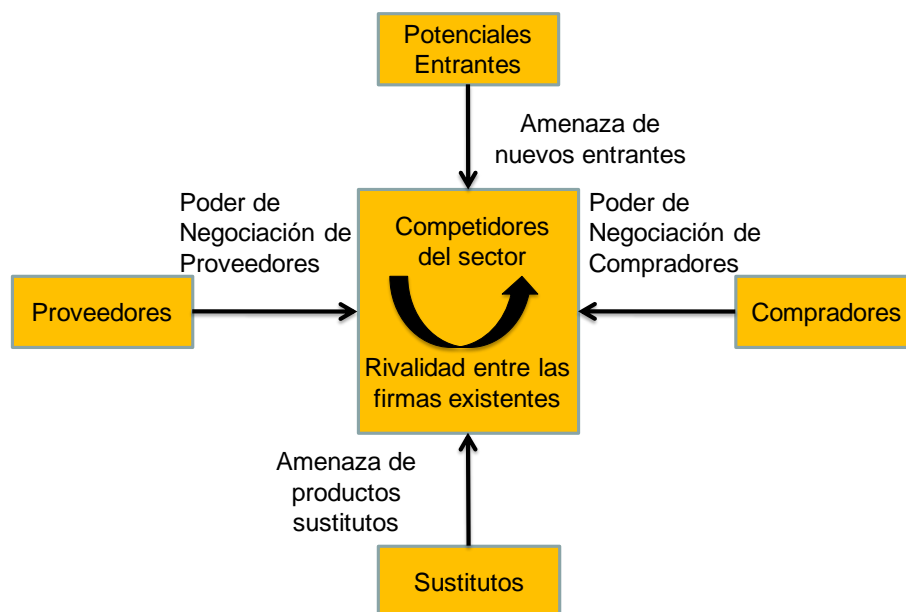 Potenciales
Entrantes
Amenaza de
nuevos entrantes
Poder de
Negociación de
Proveedores
Competidores
del sector
Poder de
Negociación de
Compradores
Proveedores
Compradores
Rivalidad entre las
firmas existentes
Amenaza de
productos
sustitutos
Sustitutos